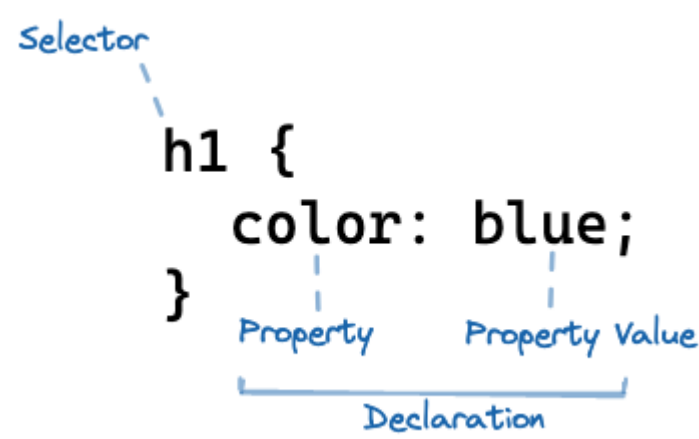 Selector
h1 {
color: blue;
}
Property Property Value
Declaration